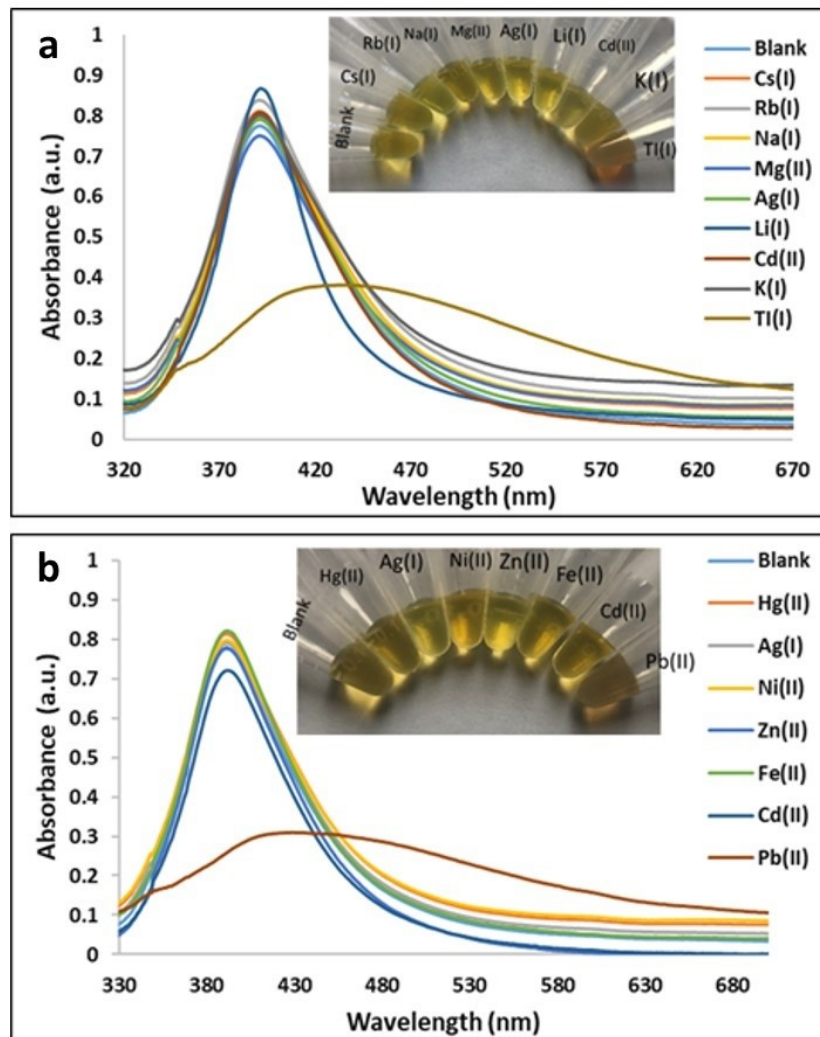 a
1
0.9
0.8
0.7
0.6
0.5
0.4
0.3
0.2
0.1
0
Absorbance (a.u.)
320 370 420 470 520 570 620 670
Wavelength (nm)
Blank
Cs(I)
Rb(I)
Na(I)
Mg(II)
Ag(I)
Li(I)
Cd(II)
K(I)
Tl(I)
Blank
Cs(I)
Rb(I)
Na(I)
Mg(II)
Ag(I)
Li(I)
Cd(II)
K(I)
Tl(I)
b
1
0.9
0.8
0.7
0.6
0.5
0.4
0.3
0.2
0.1
0
Absorbance (a.u.)
330 380 430 480 530 580 630 680
Wavelength (nm)
Blank
Hg(II)
Ag(I)
Ni(II)
Zn(II)
Fe(II)
Cd(II)
Pb(II)
Blank
Hg(II)
Ag(I)
Ni(II)
Zn(II)
Fe(II)
Cd(II)
Pb(II)